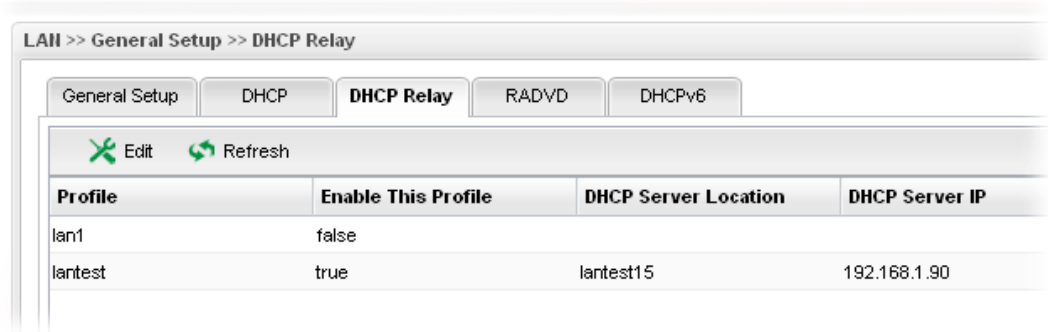 LAN >> General Setup >> DHCP Relay
General Setup DHCP DHCP Relay RADVD DHCPv6
Edit Refresh
Profile Enable This Profile DHCP Server Location DHCP Server IP
lan1 false
lantest true lantest15 192.168.1.90